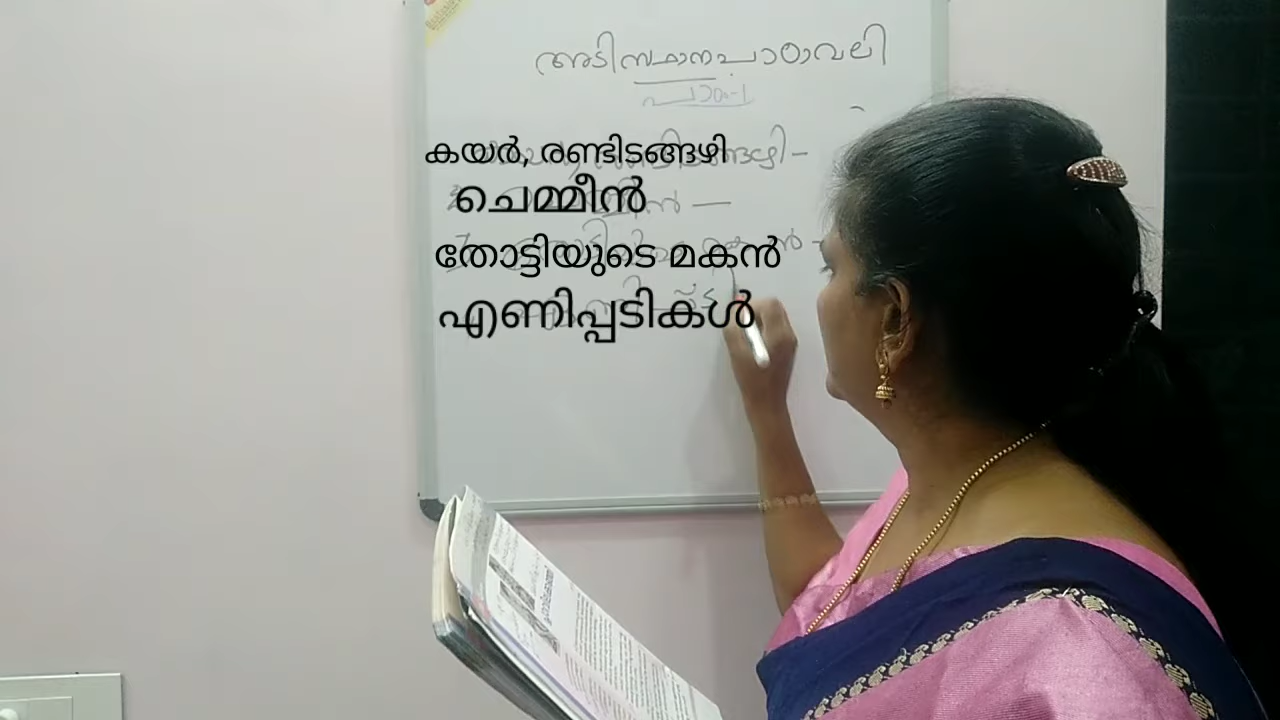 അടിസ്ഥാനപാഠാവലി
പാഠം-1
കയർ, രണ്ടിടങ്ങഴി
ചെമ്മീൻ
തോട്ടിയുടെ മകൻ
എണിപ്പടികൾ